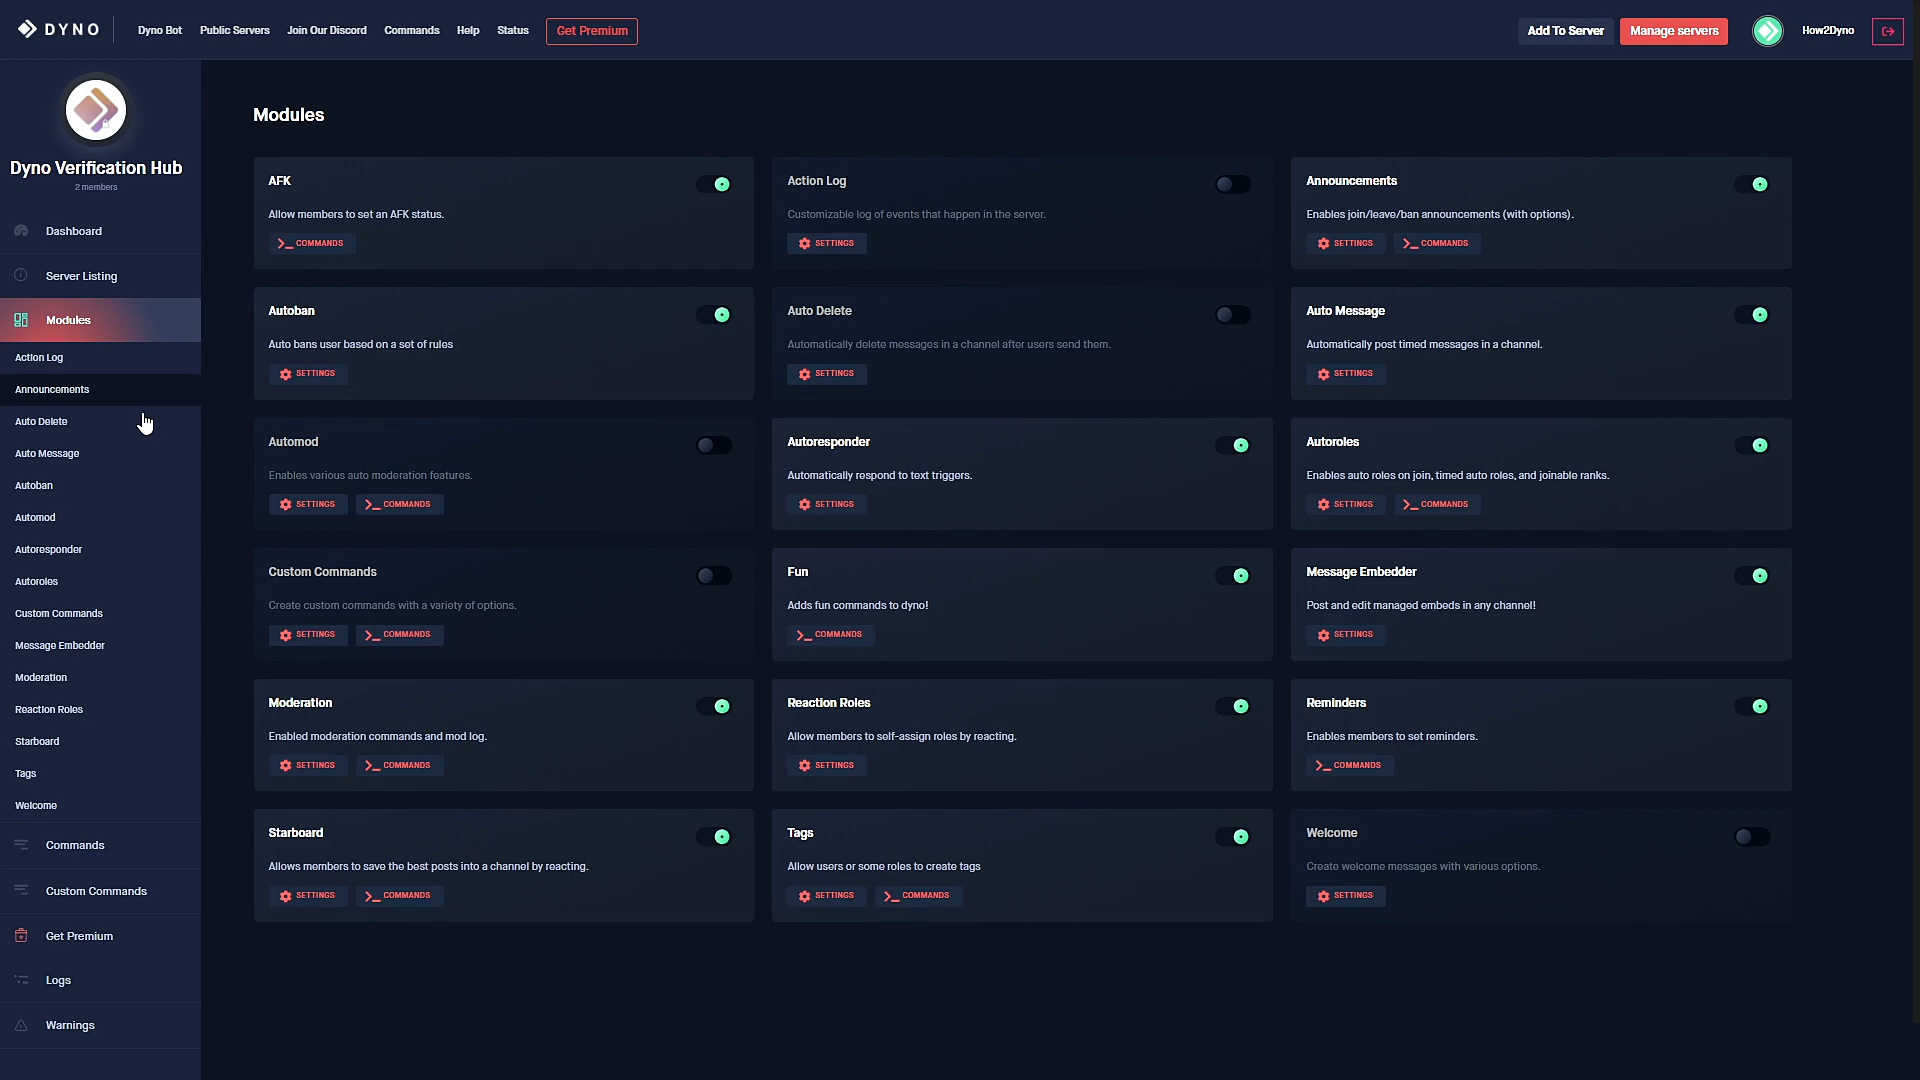 DYNO
Dyno Bot
Public Servers
Join Our Discord
Commands
Help
Status
Get Premium
Add To Server
Manage servers
How2Dyno
Dyno Verification Hub
2 members
Dashboard
Server Listing
Modules
Action Log
Announcements
Auto Delete
Auto Message
Autoban
Automod
Autoresponder
Autoroles
Custom Commands
Message Embedder
Moderation
Reaction Roles
Starboard
Tags
Welcome
Commands
Custom Commands
Get Premium
Logs
Warnings
Modules
AFK
Allow members to set an AFK status.
COMMANDS
Action Log
Customizable log of events that happen in the server.
SETTINGS
Announcements
Enables join/leave/ban announcements (with options).
SETTINGS
COMMANDS
Autoban
Auto bans user based on a set of rules
SETTINGS
Auto Delete
Automatically delete messages in a channel after users send them.
SETTINGS
Auto Message
Automatically post timed messages in a channel.
SETTINGS
Automod
Enables various auto moderation features.
SETTINGS
COMMANDS
Autoresponder
Automatically respond to text triggers.
SETTINGS
Autoroles
Enables auto roles on join, timed auto roles, and joinable ranks.
SETTINGS
COMMANDS
Custom Commands
Create custom commands with a variety of options.
SETTINGS
COMMANDS
Fun
Adds fun commands to dyno!
COMMANDS
Message Embedder
Post and edit managed embeds in any channel!
SETTINGS
Moderation
Enabled moderation commands and mod log.
SETTINGS
COMMANDS
Reaction Roles
Allow members to self-assign roles by reacting.
SETTINGS
Reminders
Enables members to set reminders.
COMMANDS
Starboard
Allows members to save the best posts into a channel by reacting.
SETTINGS
COMMANDS
Tags
Allow users or some roles to create tags
SETTINGS
COMMANDS
Welcome
Create welcome messages with various options.
SETTINGS